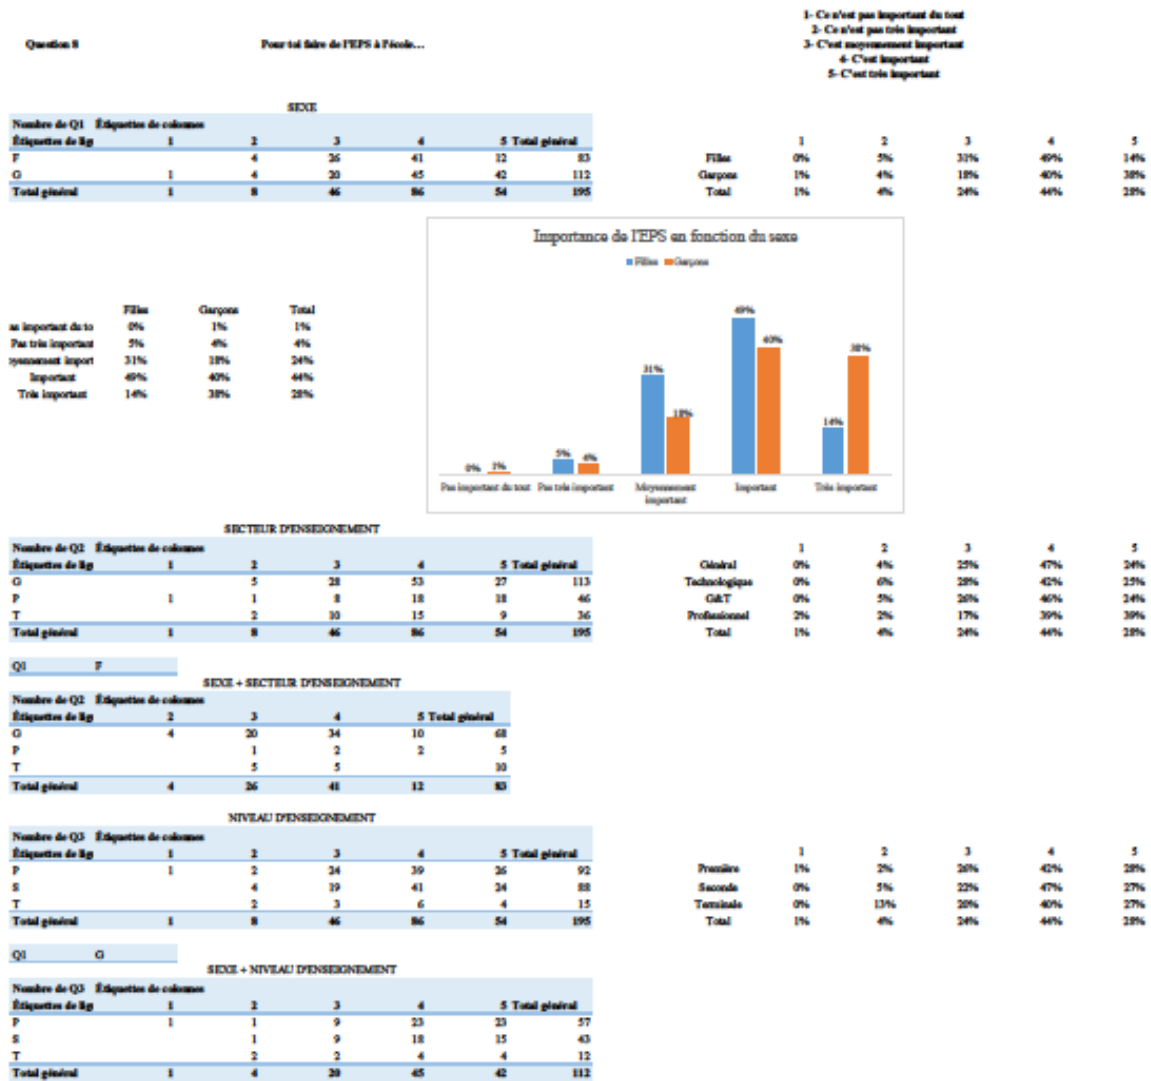 1- Ce n'est pas important du tout
2- Ce n'est pas très important
Question 8 Pour toi faire de l'EPS à l'école... 3- C'est moyennement important
4- C'est important
5- C'est très important
SEXE
Nombre de Q1 Étiquettes de colonnes
Étiquettes de lig 1 2 3 4 5 Total général 1 2 3 4 5
F 4 26 41 12 83 Filles 0% 5% 31% 49% 14%
G 1 4 20 45 42 112 Garçons 1% 4% 18% 40% 38%
Total général 1 8 46 86 54 195 Total 1% 4% 24% 44% 28%
Importance de l'EPS en fonction du sexe
Filles Garçons
Filles Garçons Total
as important du to 0% 1% 1%
Pas très important 5% 4% 4%
oyennement import 31% 18% 24%
Important 49% 40% 44%
Très important 14% 38% 28%
0% 1% 5% 4% 31% 18% 49% 40% 14% 38%
Pas important du tout Pas très important Moyennement important Important Très important
SECTEUR D'ENSEIGNEMENT
Nombre de Q2 Étiquettes de colonnes
Étiquettes de lig 1 2 3 4 5 Total général 1 2 3 4 5
G 5 28 53 27 113 Général 0% 4% 25% 47% 24%
P 1 1 8 18 18 46 Technologique 0% 6% 28% 42% 25%
T 2 10 15 9 36 G&T 0% 5% 26% 46% 24%
Professionnel 2% 2% 17% 39% 39%
Total général 1 8 46 86 54 195 Total 1% 4% 24% 44% 28%
Q1 F
SEXE + SECTEUR D'ENSEIGNEMENT
Nombre de Q2 Étiquettes de colonnes
Étiquettes de lig 2 3 4 5 Total général
G 4 20 34 10 68
P 1 2 2 5
T 5 5 10
Total général 4 26 41 12 83
NIVEAU D'ENSEIGNEMENT
Nombre de Q3 Étiquettes de colonnes
Étiquettes de lig 1 2 3 4 5 Total général 1 2 3 4 5
P 1 2 24 39 26 92 Première 1% 2% 26% 42% 28%
S 4 19 41 24 88 Seconde 0% 5% 22% 47% 27%
T 2 3 6 4 15 Terminale 0% 13% 20% 40% 27%
Total général 1 8 46 86 54 195 Total 1% 4% 24% 44% 28%
Q1 G
SEXE + NIVEAU D'ENSEIGNEMENT
Nombre de Q3 Étiquettes de colonnes
Étiquettes de lig 1 2 3 4 5 Total général
P 1 1 9 23 23 57
S 1 9 18 15 43
T 2 2 4 4 12
Total général 1 4 20 45 42 112